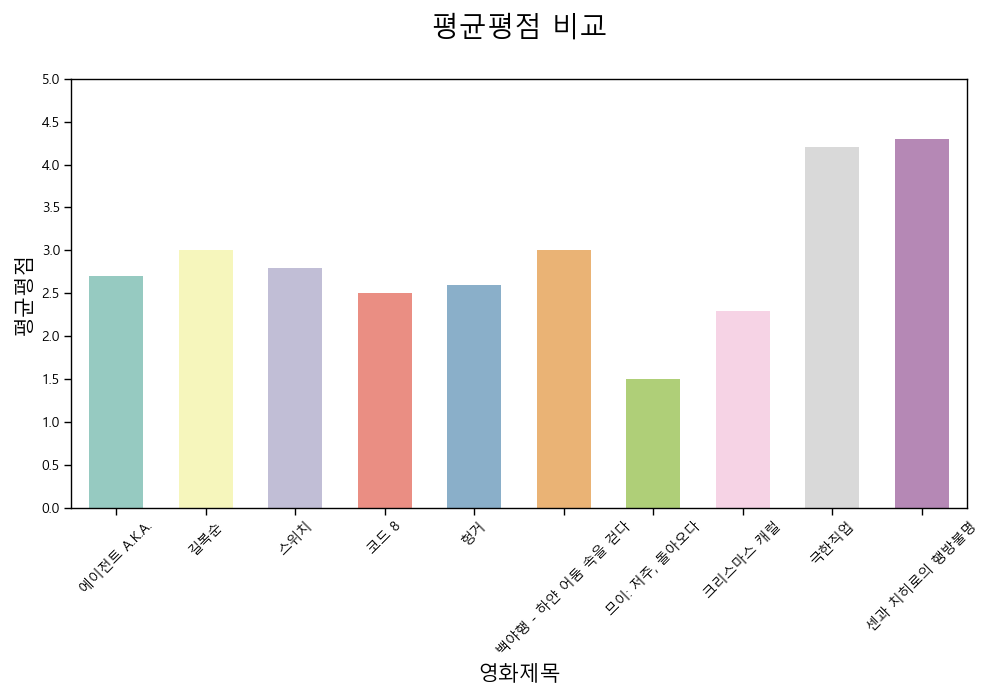 평균평점 비교
평균평점
5.0
4.5
4.0
3.5
3.0
2.5
2.0
1.5
1.0
0.5
0.0
에이전트 A.K.A.
길복순
스위치
코드 8
헝거
백야행 - 하얀 어둠 속을 걷다
므이: 저주, 돌아오다
크리스마스 캐럴
극한직업
센과 치히로의 행방불명
영화제목